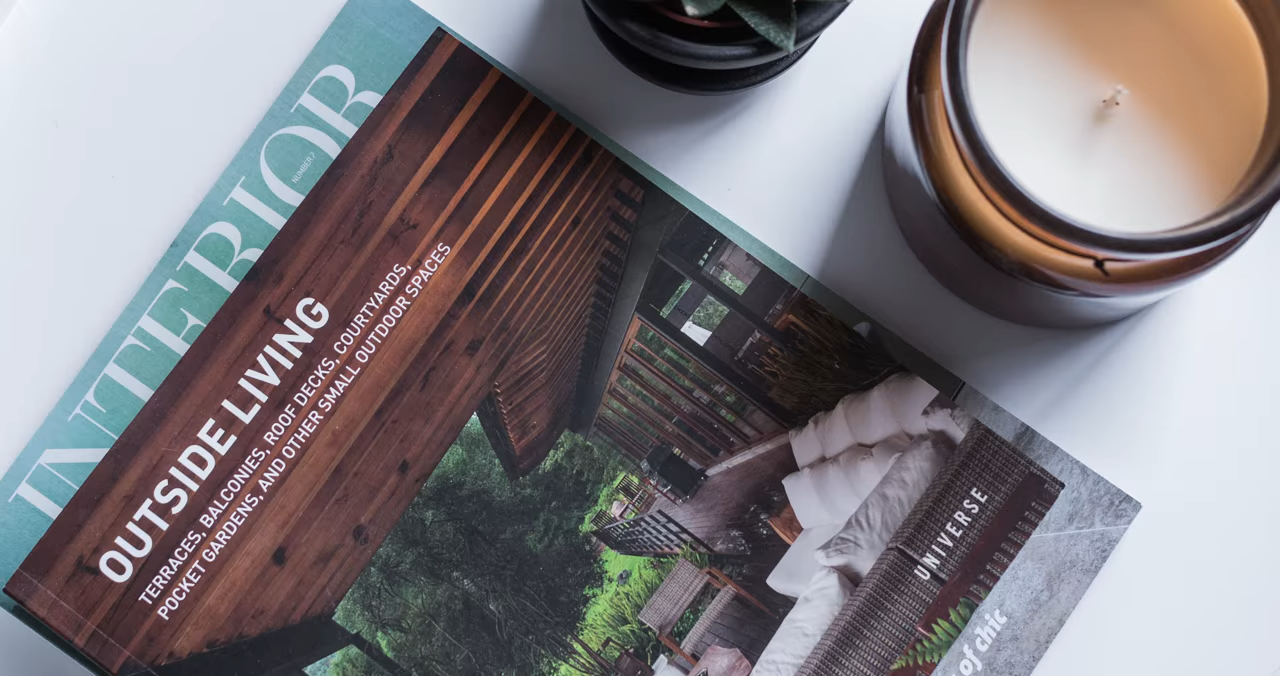 INTERIOR
NUMBER 7
OUTSIDE LIVING
TERRACES, BALCONIES, ROOF DECKS, COURTYARDS,
POCKET GARDENS, AND OTHER SMALL OUTDOOR SPACES
UNIVERSE
of chic